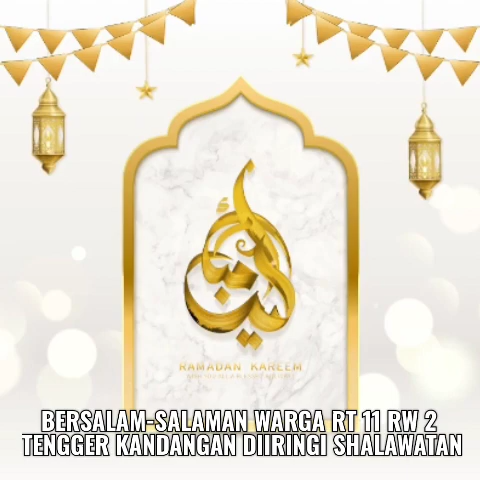 RAMADAN KAREEM
BERSALAM-SALAMAN WARGA RT 11 RW 2
TENGGER KANDANGAN DIIRINGI SHALAWATAN